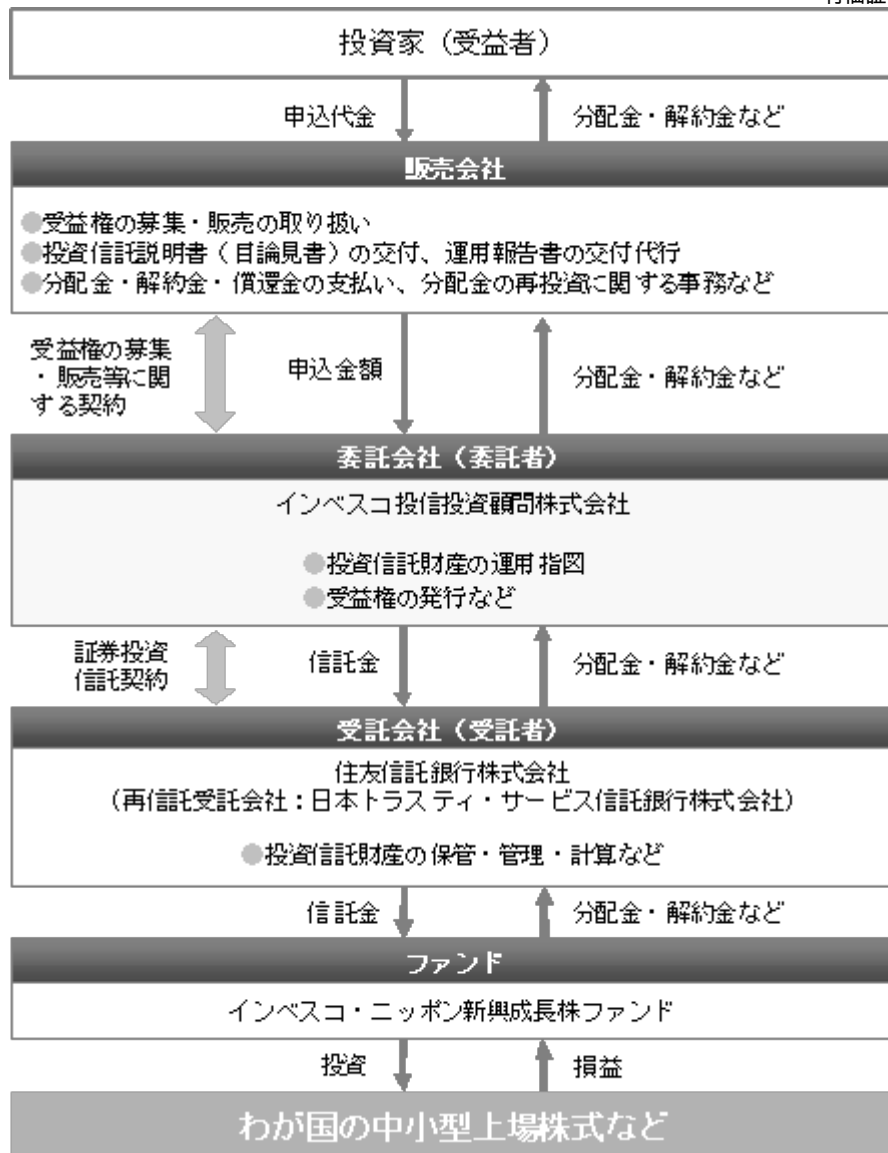 投資家（受益者）
申込代金
分配金・解約金など
販売会社
●受益権の募集・販売の取り扱い
●投資信託説明書（目論見書）の交付、運用報告書の交付代行
●分配金・解約金・償還金の支払い、分配金の再投資に関する事務など
受益権の募集
・販売等に関
する契約
申込金額
分配金・解約金など
委託会社（委託者）
インベスコ投信投資顧問株式会社
●投資信託財産の運用指図
●受益権の発行など
証券投資
信託契約
信託金
分配金・解約金など
受託会社（受託者）
住友信託銀行株式会社
（再信託受託会社：日本トラスティ・サービス信託銀行株式会社）
●投資信託財産の保管・管理・計算など
信託金
分配金・解約金など
ファンド
インベスコ・ニッポン新興成長株ファンド
投資
損益
わが国の中小型上場株式など